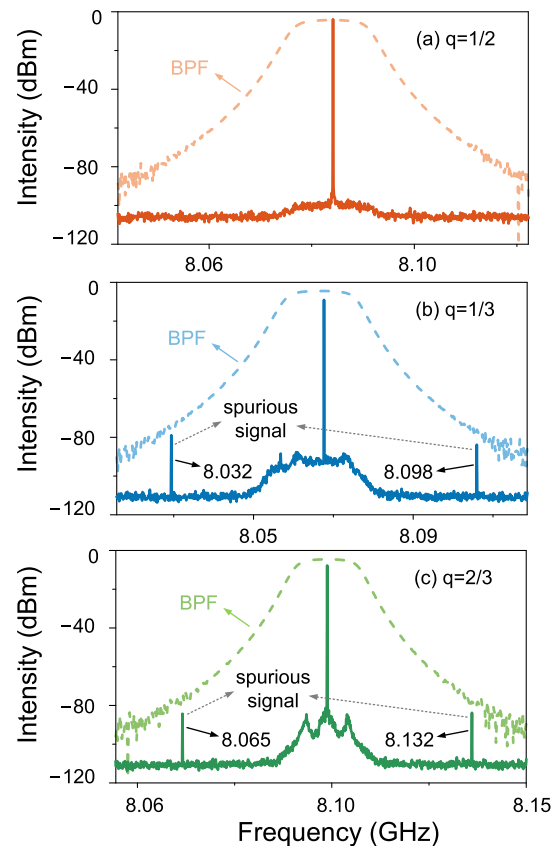 Intensity (dBm)
0
−40
−80
−120
BPF
(a) q=1/2
8.06
8.10
Intensity (dBm)
0
−40
−80
−120
BPF
(b) q=1/3
spurious
signal
8.032
8.098
8.05
8.09
Intensity (dBm)
0
−40
−80
−120
BPF
(c) q=2/3
spurious
signal
8.065
8.132
8.06
8.10
8.15
Frequency (GHz)